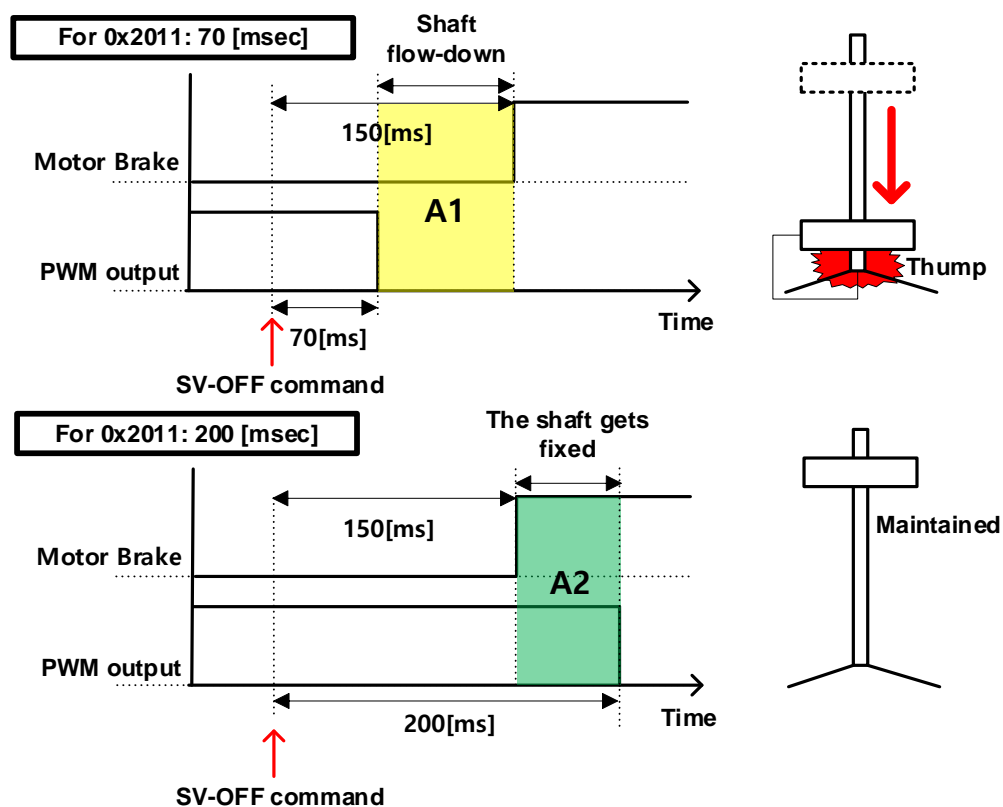 For 0x2011: 70 [msec]
Shaft
flow-down
150[ms]
Motor Brake
A1
PWM output
Thump
Time
70[ms]
SV-OFF command
For 0x2011: 200 [msec]
The shaft gets
fixed
150[ms]
Maintained
Motor Brake
A2
PWM output
Time
200[ms]
SV-OFF command